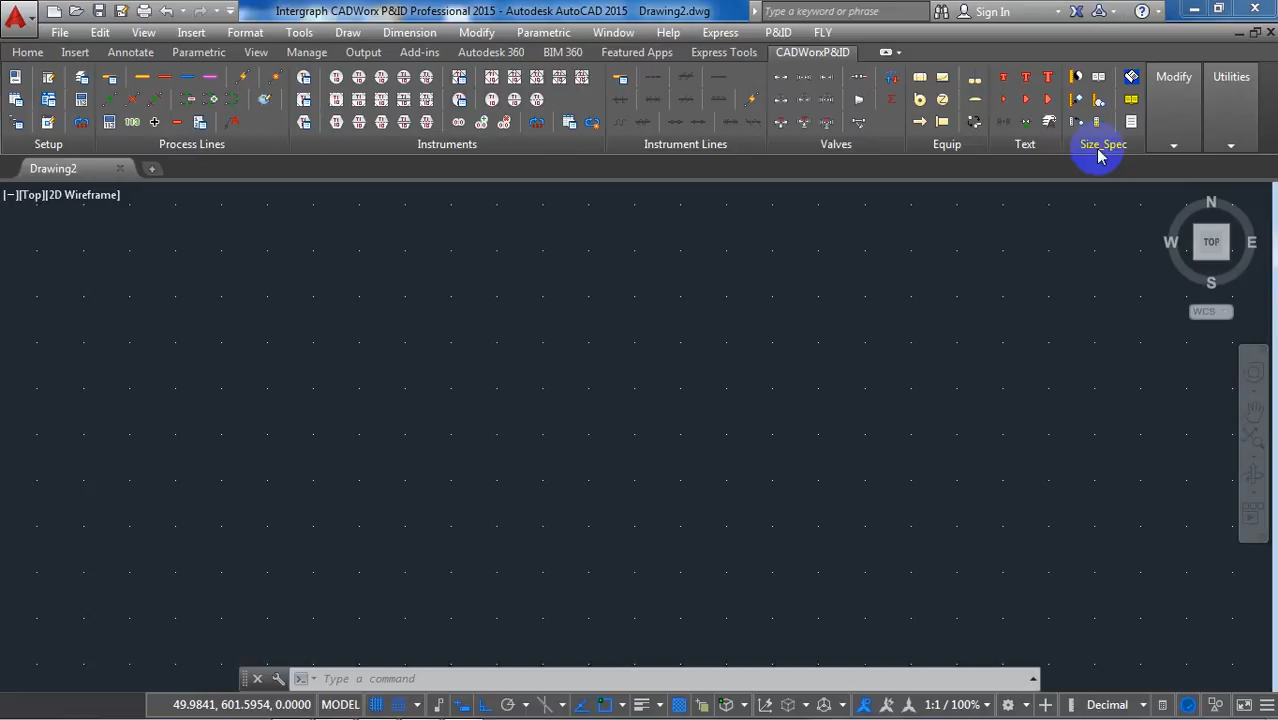 Intergraph CADWorx P&ID Professional 2015 - Autodesk AutoCAD 2015 Drawing2.dwg
Type a keyword or phrase
Sign In
File Edit View Insert Format Tools Draw Dimension Modify Parametric Window Help Express P&ID FLY
Home Insert Annotate Parametric View Manage Output Add-ins Autodesk 360 BIM 360 Featured Apps Express Tools CADWorxP&ID
Modify Utilities
Setup Process Lines Instruments Instrument Lines Valves Equip Text Size_Spec
Drawing2
[−][Top][2D Wireframe]
N
W TOP E
S
WCS
Type a command
49.9841, 601.5954, 0.0000 MODEL 1:1 / 100% Decimal